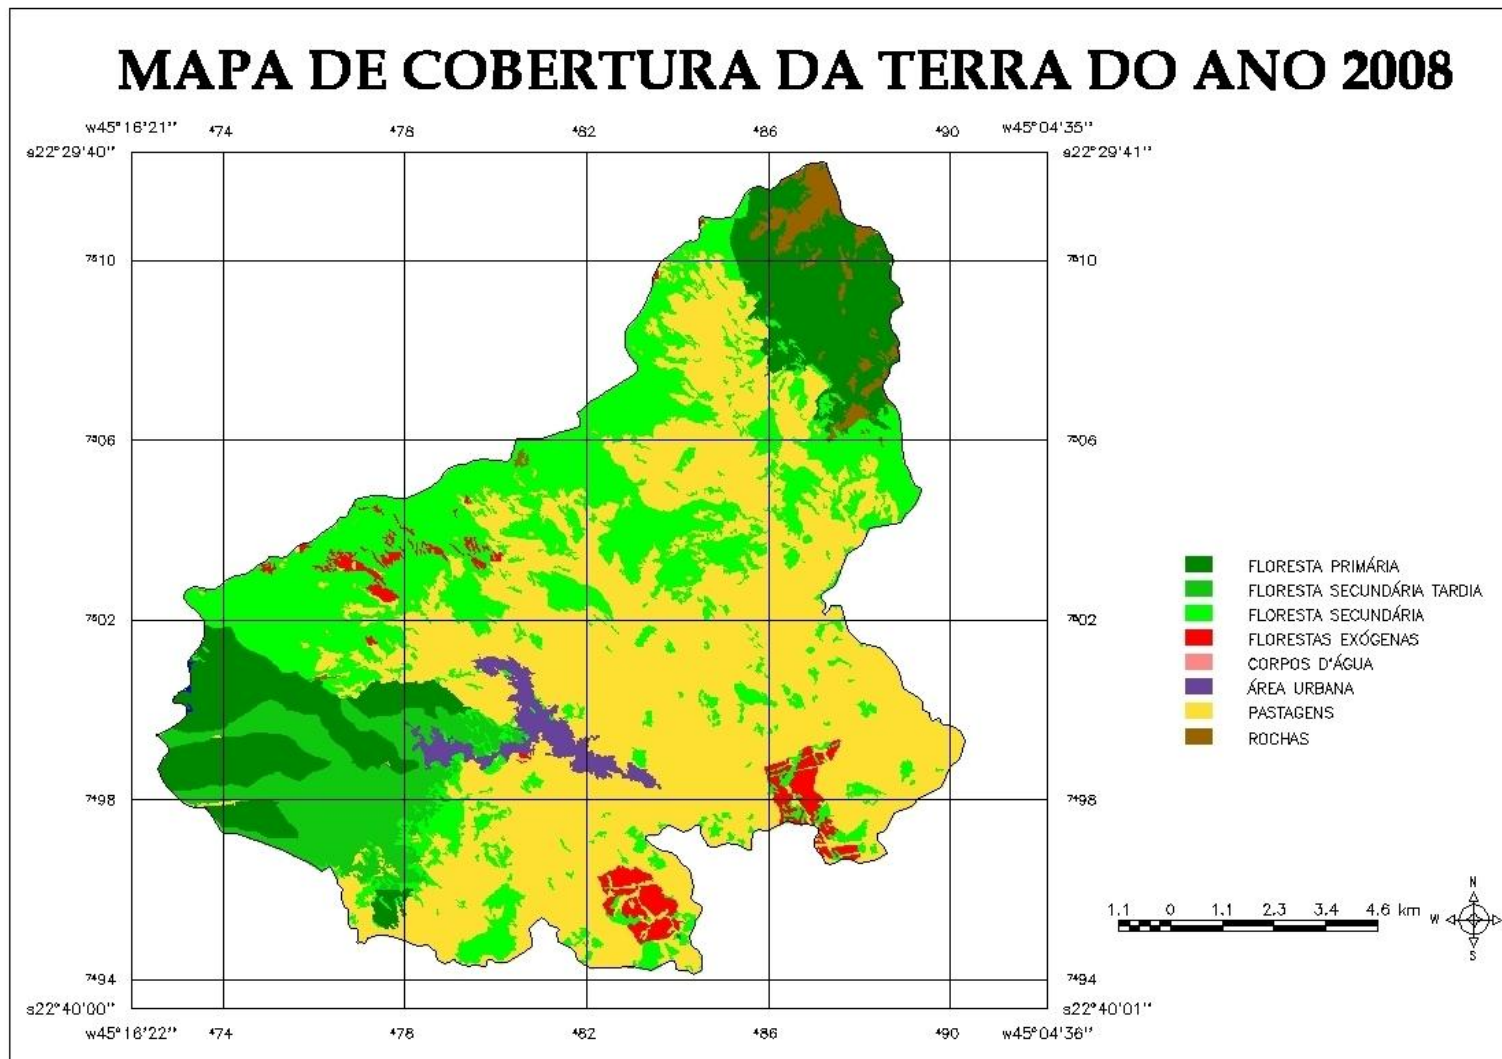 MAPA DE COBERTURA DA TERRA DO ANO 2008
w45°16'21'' 474 478 482 486 490 w45°04'35''
s22°29'40'' s22°29'41''
7510 7510
7506 7506
FLORESTA PRIMÁRIA
FLORESTA SECUNDÁRIA TARDIA
7502 FLORESTA SECUNDÁRIA 7502
FLORESTAS EXÓGENAS
CORPOS D'ÁGUA
ÁREA URBANA
PASTAGENS
ROCHAS
7498 7498
N
1.1 0 1.1 2.3 3.4 4.6 km W
S
7494 7494
s22°40'00'' s22°40'01''
w45°16'22'' 474 478 482 486 490 w45°04'36''